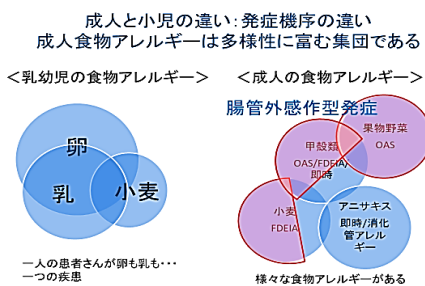 成人と小児の違い：発症機序の違い
成人食物アレルギーは多様性に富む集団である
＜乳幼児の食物アレルギー＞
＜成人の食物アレルギー＞
腸管外感作型発症
卵
乳
小麦
果物野菜
OAS
甲殻類
OAS/FDEIA/
即時
小麦
FDEIA
アニサキス
即時/消化
管アレル
ギー
一人の患者さんが卵も乳も・・・
一つの疾患
様々な食物アレルギーがある